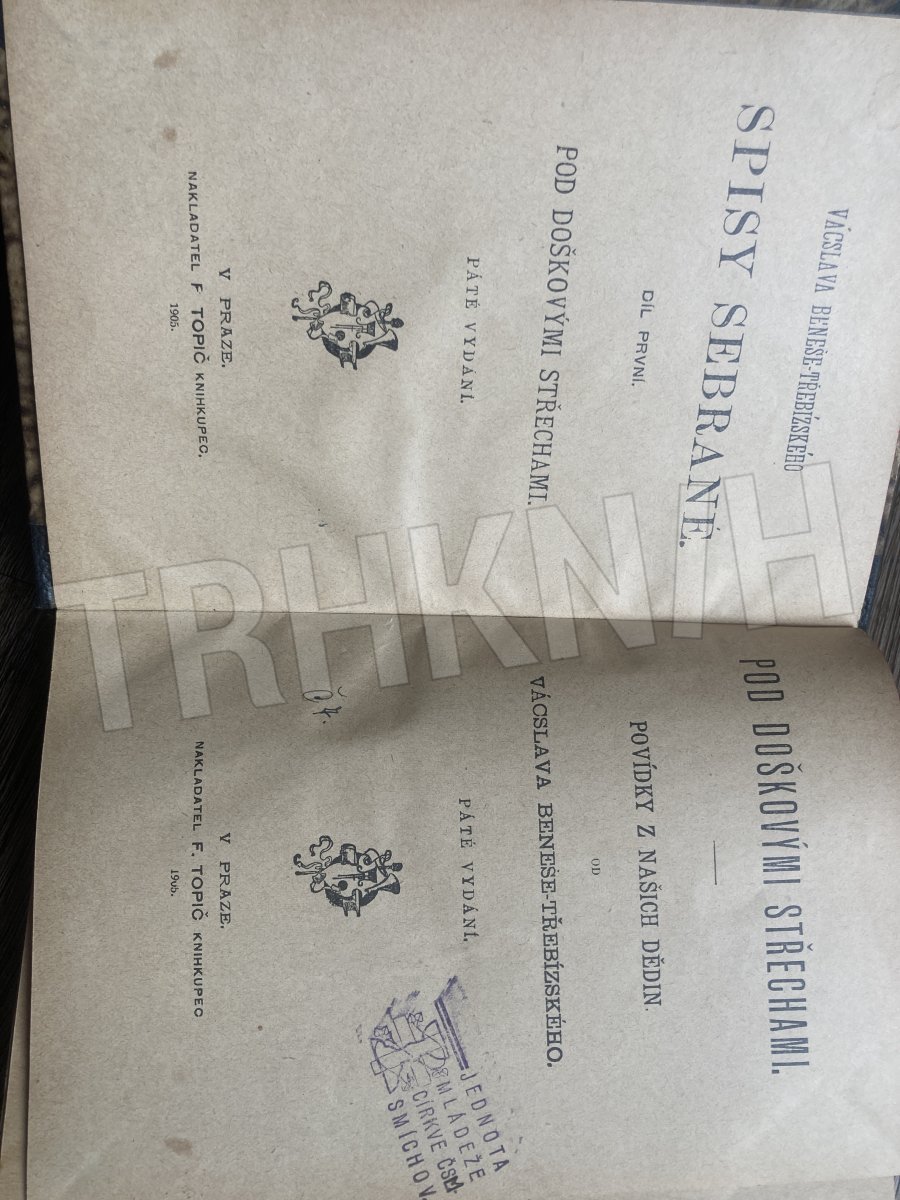 VÁCSLAVA BENEŠE-TŘEBÍZSKÉHO
SPISY SEBRANÉ.
DÍL PRVNÍ.
POD DOŠKOVÝMI STŘECHAMI.
PÁTÉ VYDÁNÍ.
V PRAZE.
NAKLADATEL F. TOPIČ KNIHKUPEC.
1905.
POD DOŠKOVÝMI STŘECHAMI.
POVÍDKY Z NAŠICH DĚDIN.
OD
VÁCSLAVA BENEŠE-TŘEBÍZSKÉHO.
PÁTÉ VYDÁNÍ.
V PRAZE.
NAKLADATEL F. TOPIČ KNIHKUPEC
1905.
JEDNOTA
MLÁDEŽE
CÍRKVE ČSL.
SMÍCHOV.
TRHKNIH